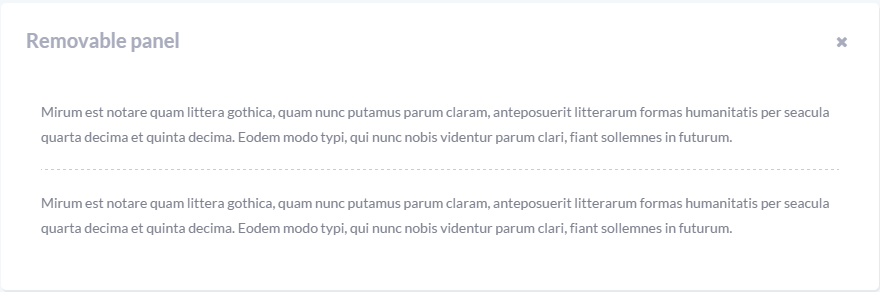 Removable panel
Mirum est notare quam littera gothica, quam nunc putamus parum claram, anteposuerit litterarum formas humanitatis per seacula
quarta decima et quinta decima. Eodem modo typi, qui nunc nobis videntur parum clari, fiant sollemnes in futurum.
Mirum est notare quam littera gothica, quam nunc putamus parum claram, anteposuerit litterarum formas humanitatis per seacula
quarta decima et quinta decima. Eodem modo typi, qui nunc nobis videntur parum clari, fiant sollemnes in futurum.